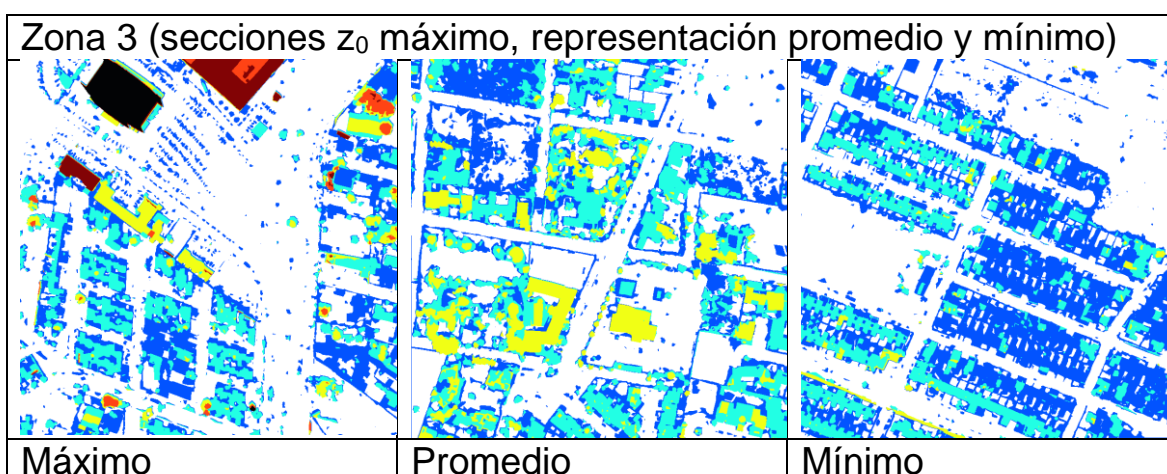 Zona 3 (secciones z₀ máximo, representación promedio y mínimo)
Máximo Promedio Mínimo